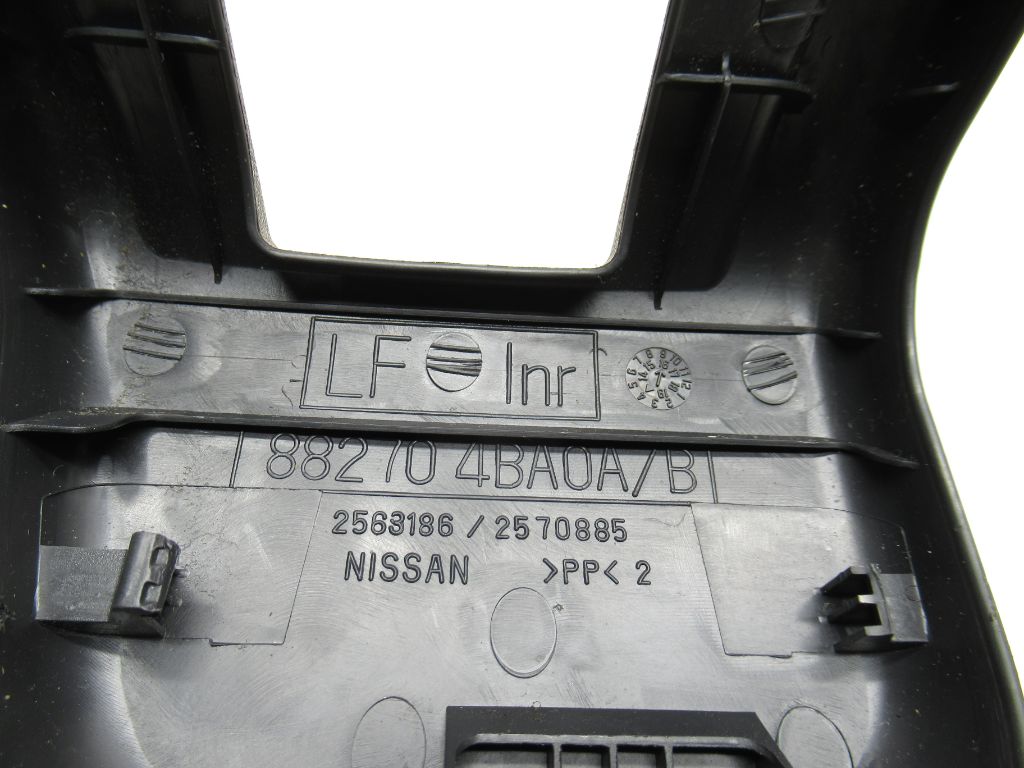 LF Inr
88270 4BA0A/B
2563186 / 2570885
NISSAN >PP< 2